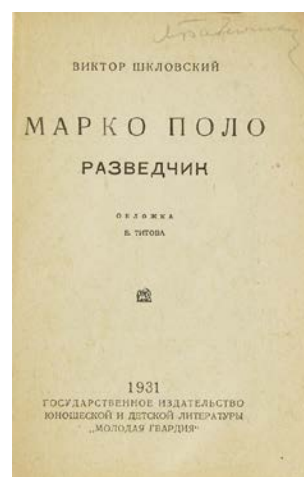 ВИКТОР ШКЛОВСКИЙ
МАРКО ПОЛО
РАЗВЕДЧИК
ОБЛОЖКА
Б. ТИТОВА
1931
ГОСУДАРСТВЕННОЕ ИЗДАТЕЛЬСТВО
ЮНОШЕСКОЙ И ДЕТСКОЙ ЛИТЕРАТУРЫ
„МОЛОДАЯ ГВАРДИЯ“